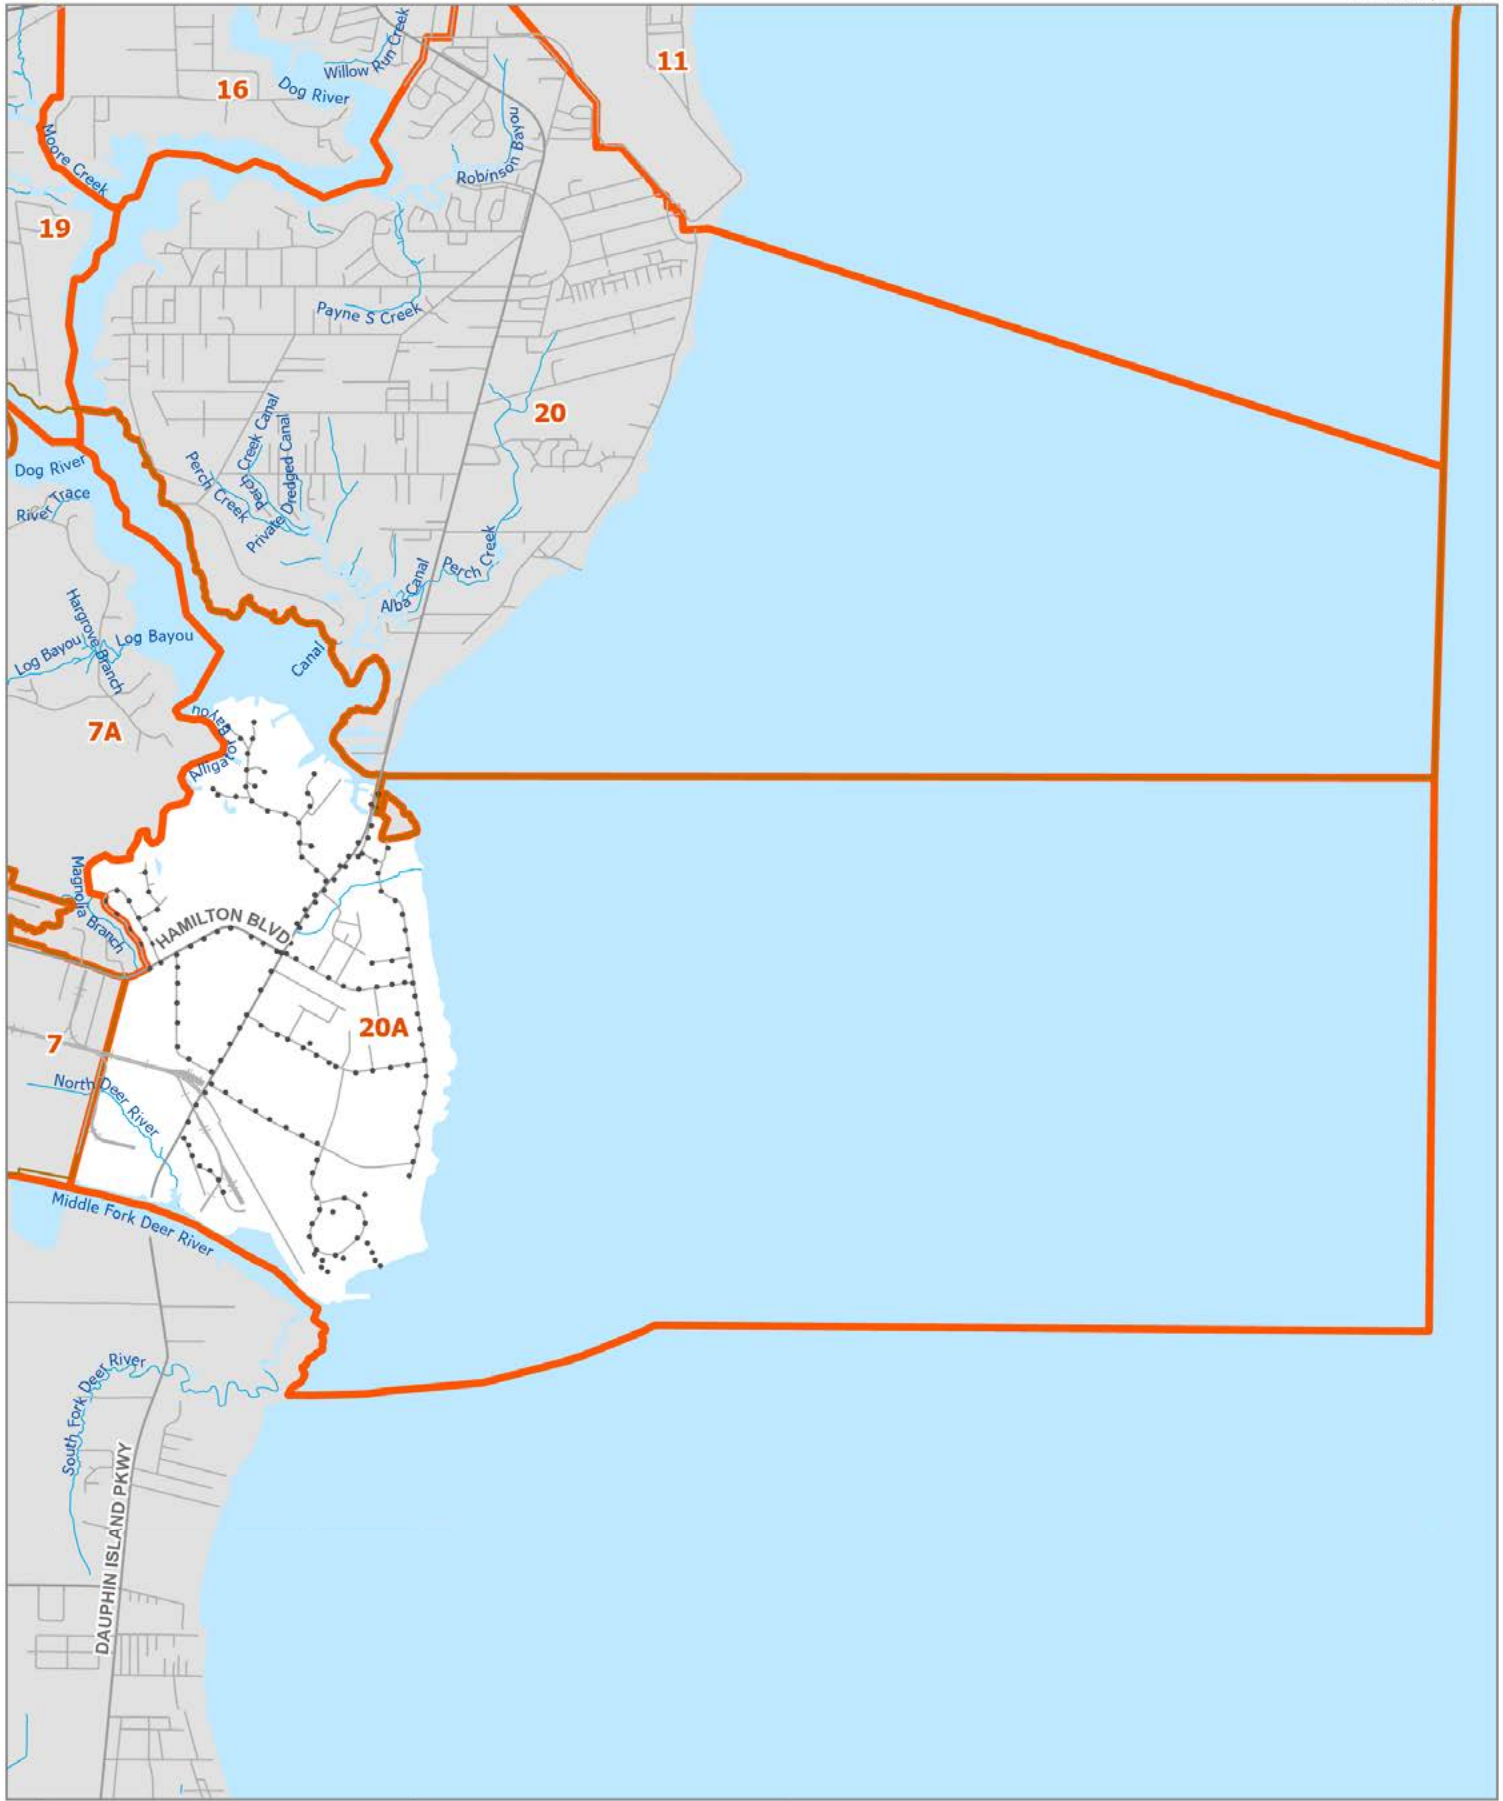 11
16
Willow Run Creek
Dog River
Moore Creek
Robinson Bayou
19
Payne S Creek
20
Perch Creek Canal
Private Dredged Canal
Perch Creek
Dog River
River Trace
Perch Creek
Alba Canal
Hargrove Branch
Log Bayou
Log Bayou
Canal
Alligator Bayou
7A
Magnolia Branch
HAMILTON BLVD
20A
7
North Deer River
Middle Fork Deer River
South Fork Deer River
DAUPHIN ISLAND PKWY